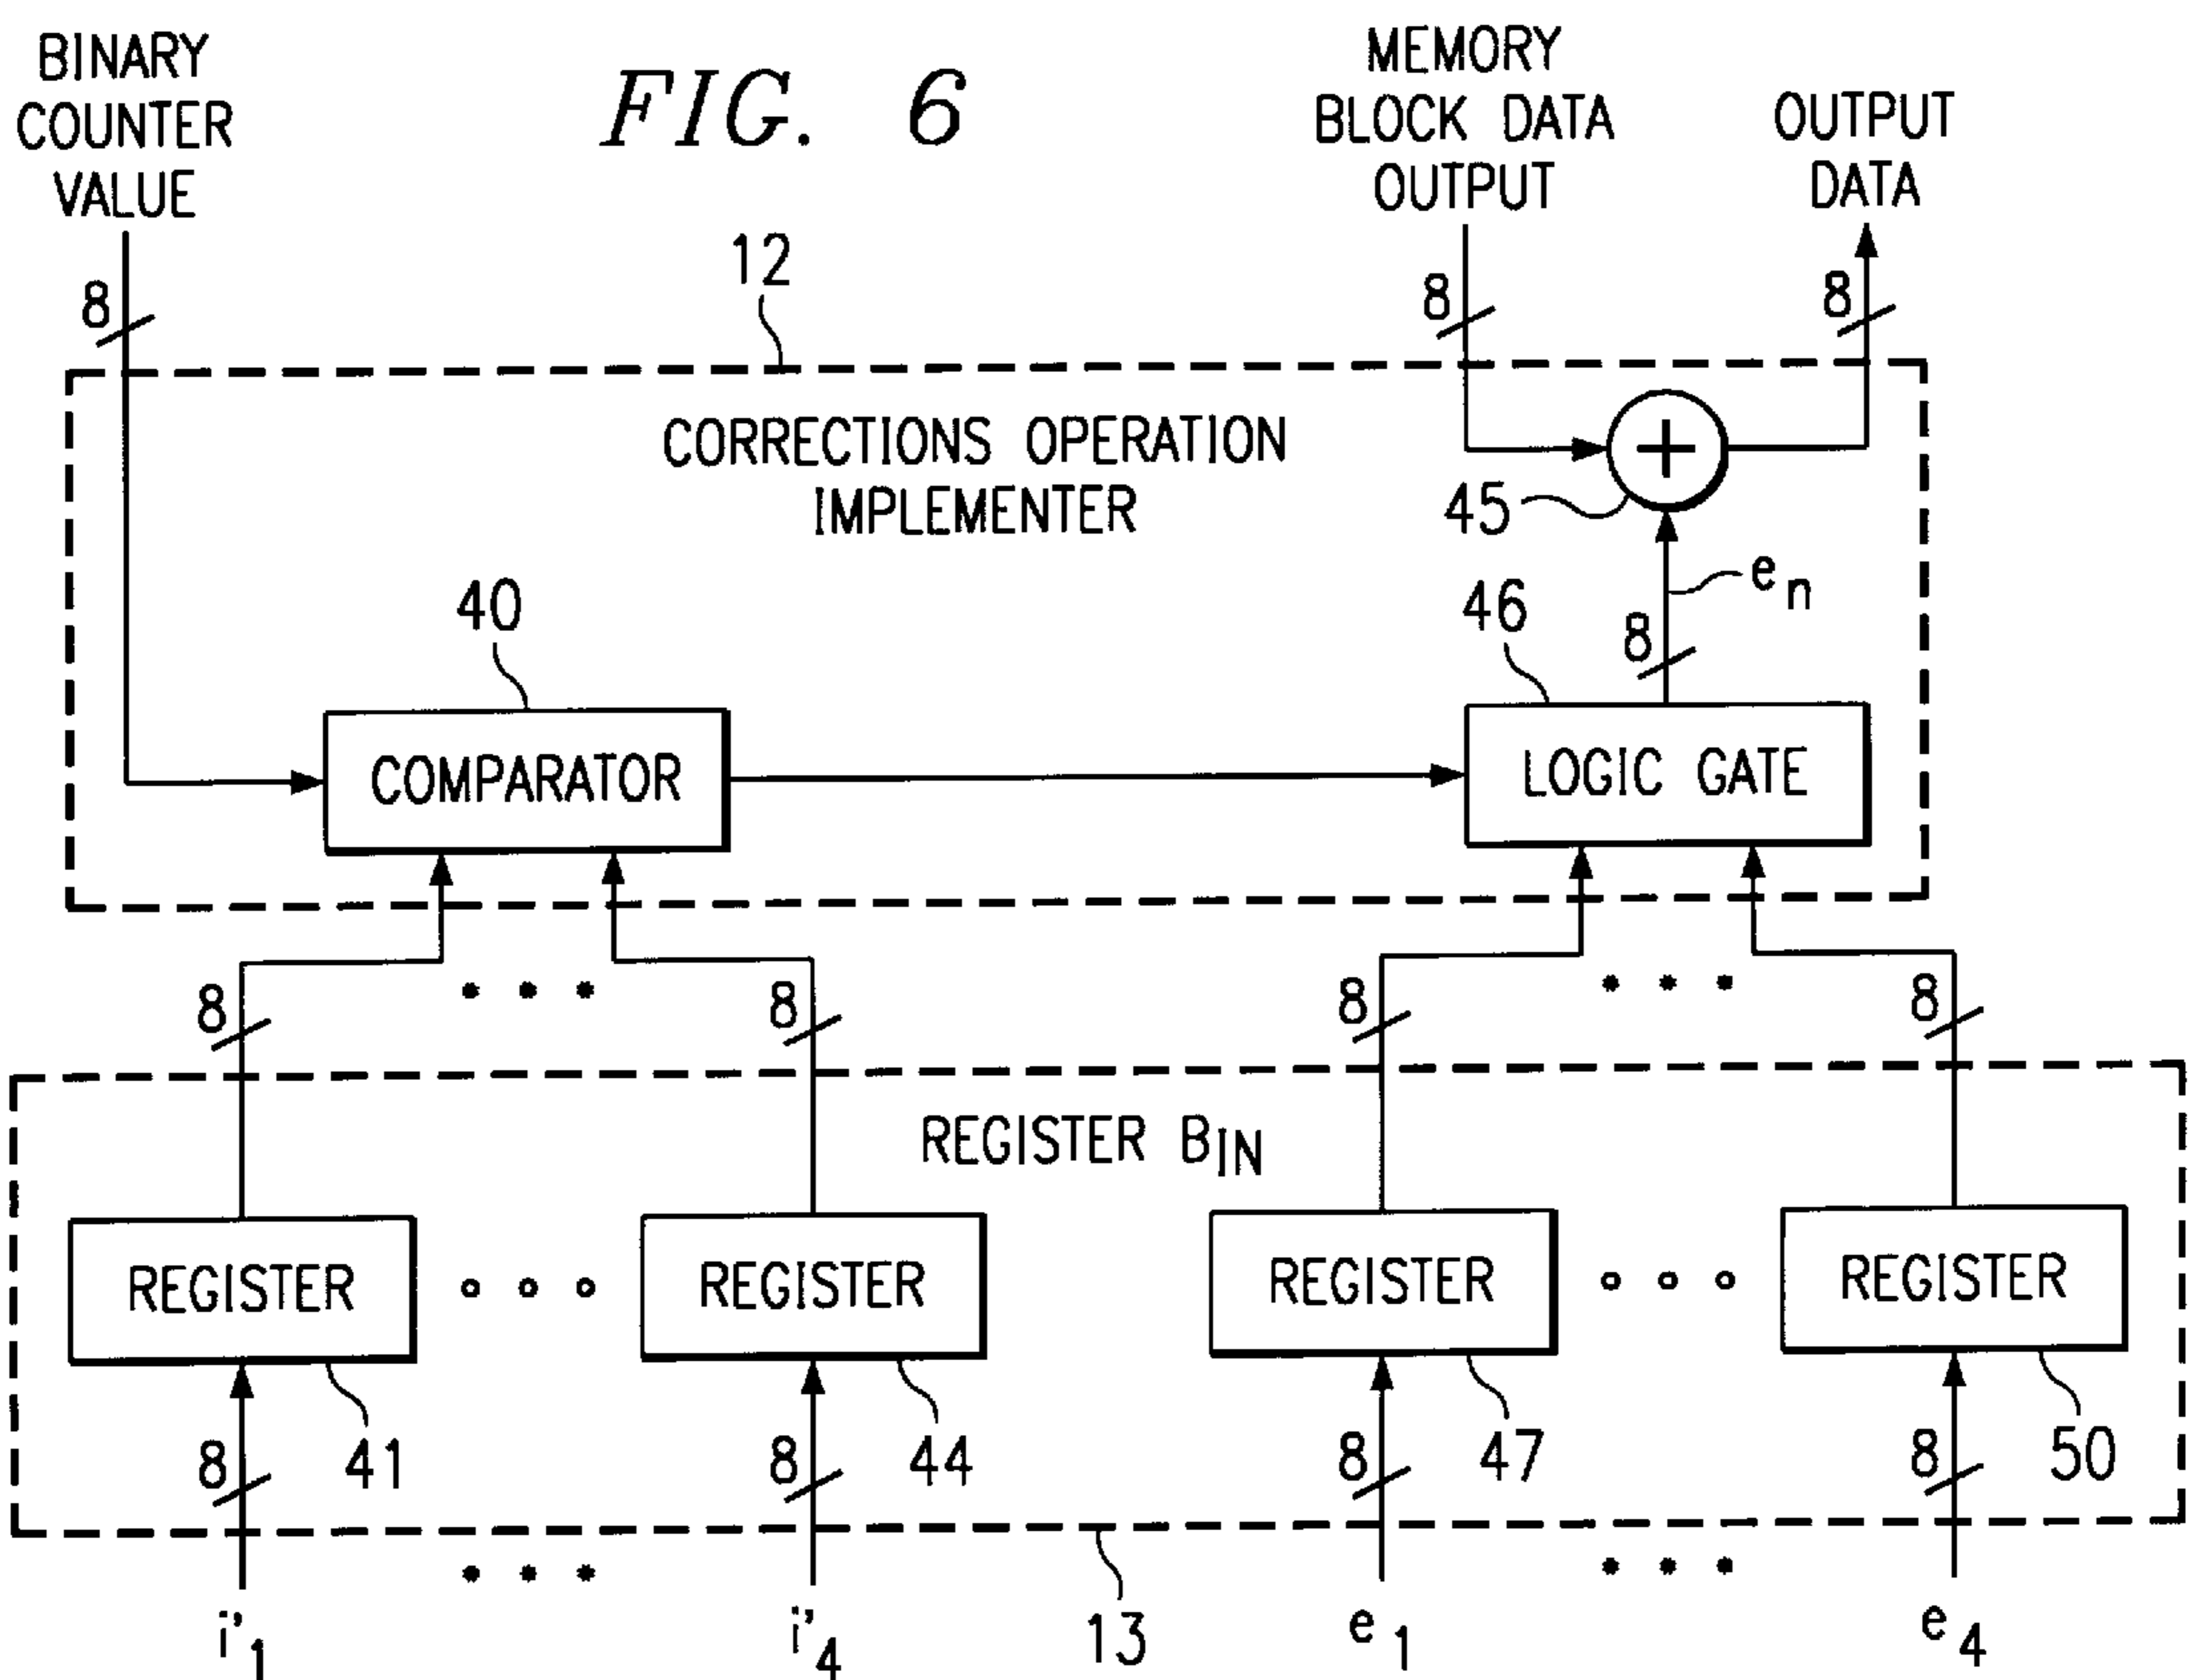 BINARY
COUNTER
VALUE
FIG. 6
MEMORY
BLOCK DATA
OUTPUT
OUTPUT
DATA
12
8
8
8
CORRECTIONS OPERATION
IMPLEMENTER
+
45
e n
40
46
8
COMPARATOR
LOGIC GATE
8
8
8
8
REGISTER B IN
REGISTER
REGISTER
REGISTER
REGISTER
8
41
8
44
8
47
8
50
i' 1
i' 4
13
e 1
e 4